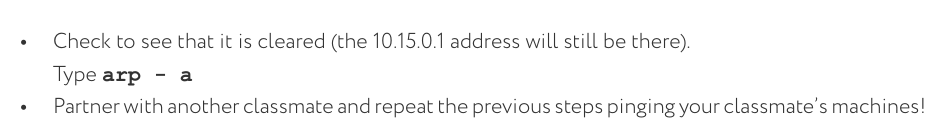 • Check to see that it is cleared (the 10.15.0.1 address will still be there).
Type arp - a
• Partner with another classmate and repeat the previous steps pinging your classmate's machines!